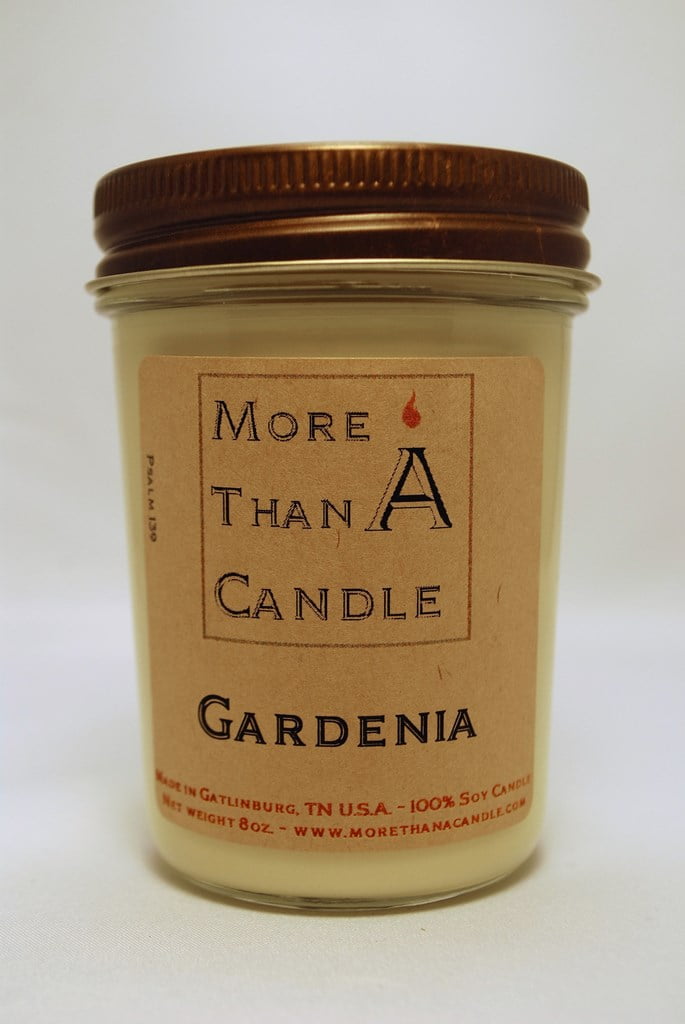 More
Than A
Candle
Psalm 139
Gardenia
Made in Gatlinburg, TN U.S.A. - 100% Soy Candle
Net weight 8oz. - www.morethanacandle.com